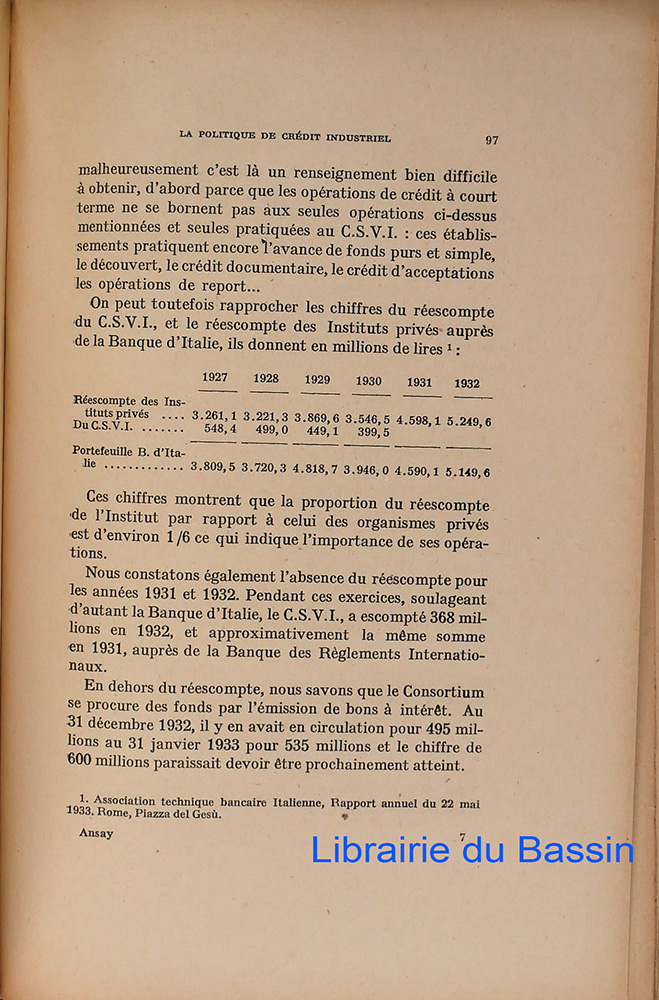 LA POLITIQUE DE CRÉDIT INDUSTRIEL 97
malheureusement c'est là un renseignement bien difficile
à obtenir, d'abord parce que les opérations de crédit à court
terme ne se bornent pas aux seules opérations ci-dessus
mentionnées et seules pratiquées au C.S.V.I. : ces établis-
sements pratiquent encore l'avance de fonds purs et simple,
le découvert, le crédit documentaire, le crédit d'acceptations
les opérations de report...
On peut toutefois rapprocher les chiffres du réescompte
du C.S.V.I., et le réescompte des Instituts privés auprès
de la Banque d'Italie, ils donnent en millions de lires 1 :
1927 1928 1929 1930 1931 1932
Réescompte des Ins-
tituts privés .... 3.261,1 3.221,3 3.869,6 3.546,5 4.598,1 5.249,6
Du C.S.V.I. ....... 548,4 499,0 449,1 399,5
Portefeuille B. d'Ita-
lie ............. 3.809,5 3.720,3 4.818,7 3.946,0 4.590,1 5.149,6
Ces chiffres montrent que la proportion du réescompte
de l'Institut par rapport à celui des organismes privés
est d'environ 1/6 ce qui indique l'importance de ses opéra-
tions.
Nous constatons également l'absence du réescompte pour
les années 1931 et 1932. Pendant ces exercices, soulageant
d'autant la Banque d'Italie, le C.S.V.I., a escompté 368 mil-
lions en 1932, et approximativement la même somme
en 1931, auprès de la Banque des Règlements Internatio-
naux.
En dehors du réescompte, nous savons que le Consortium
se procure des fonds par l'émission de bons à intérêt. Au
31 décembre 1932, il y en avait en circulation pour 495 mil-
lions au 31 janvier 1933 pour 535 millions et le chiffre de
600 millions paraissait devoir être prochainement atteint.
1. Association technique bancaire Italienne, Rapport annuel du 22 mai
1933. Rome, Piazza del Gesù.
Ansay 7
Librairie du Bassin